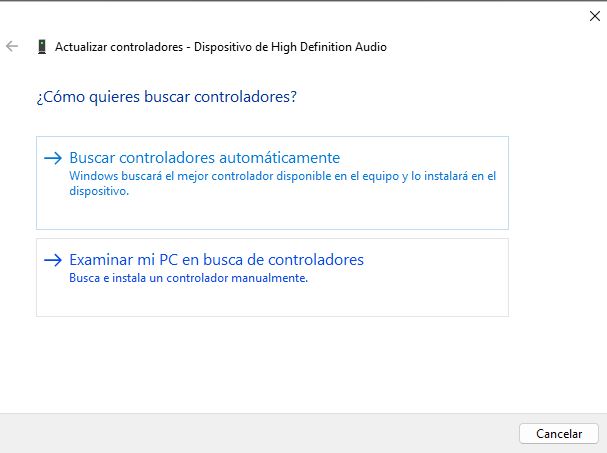 Actualizar controladores - Dispositivo de High Definition Audio
¿Cómo quieres buscar controladores?
Buscar controladores automáticamente
Windows buscará el mejor controlador disponible en el equipo y lo instalará en el
dispositivo.
Examinar mi PC en busca de controladores
Busca e instala un controlador manualmente.
Cancelar